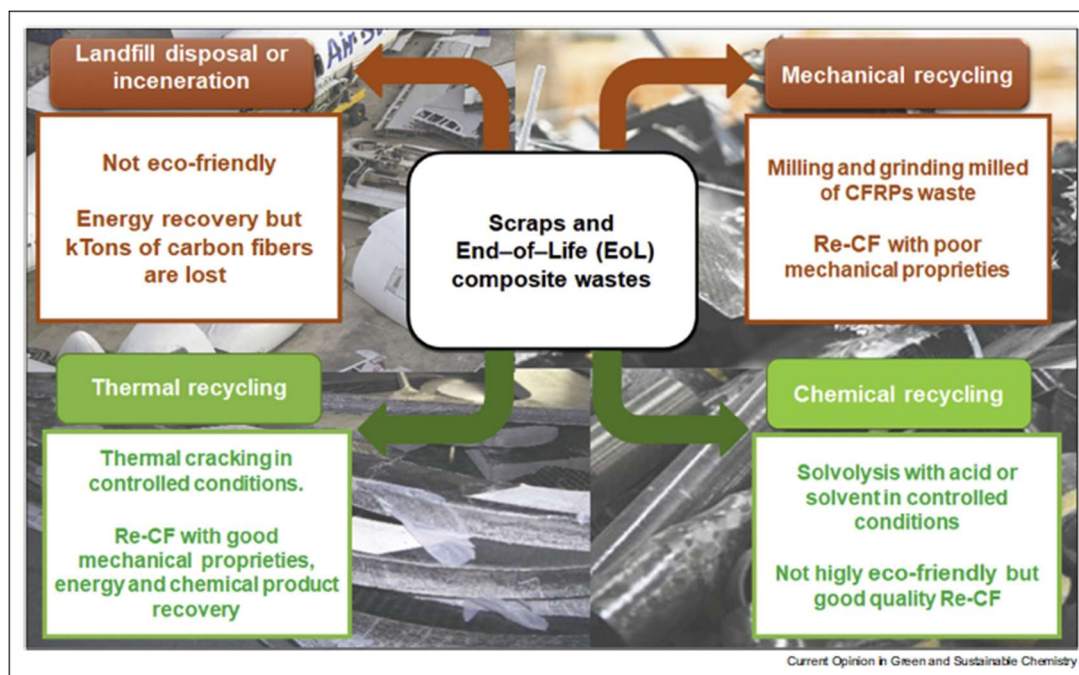 Landfill disposal or
inceneration
Not eco-friendly
Energy recovery but
kTons of carbon fibers
are lost
Mechanical recycling
Milling and grinding milled
of CFRPs waste
Re-CF with poor
mechanical proprieties
Scraps and
End–of–Life (EoL)
composite wastes
Thermal recycling
Thermal cracking in
controlled conditions.
Re-CF with good
mechanical proprieties,
energy and chemical product
recovery
Chemical recycling
Solvolysis with acid or
solvent in controlled
conditions
Not higly eco-friendly but
good quality Re-CF
Current Opinion in Green and Sustainable Chemistry